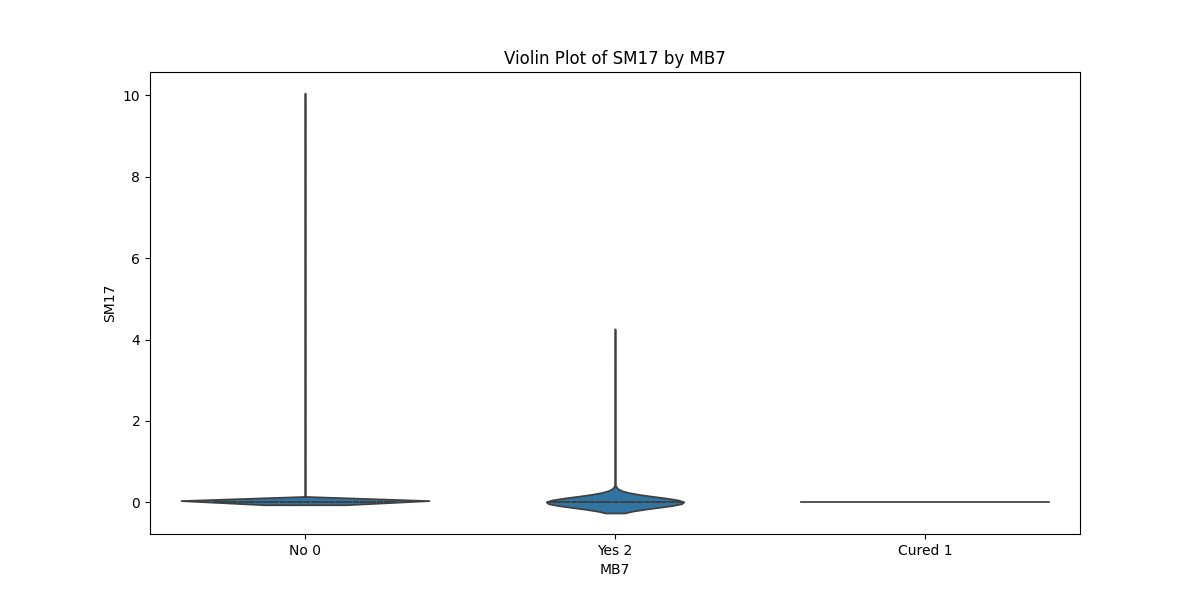 Violin Plot of SM17 by MB7
SM17
10
8
6
4
2
0
No 0
Yes 2
Cured 1
MB7